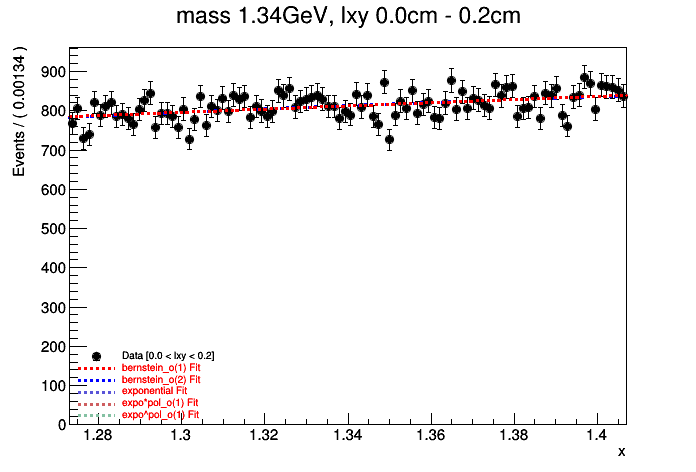 mass 1.34GeV, lxy 0.0cm - 0.2cm
Events / ( 0.00134 )
900
800
700
600
500
400
300
200
100
0
Data [0.0 < lxy < 0.2]
bernstein_o(1) Fit
bernstein_o(2) Fit
exponential Fit
expo*pol_o(1) Fit
expo^pol_o(1) Fit
1.28 1.3 1.32 1.34 1.36 1.38 1.4
x